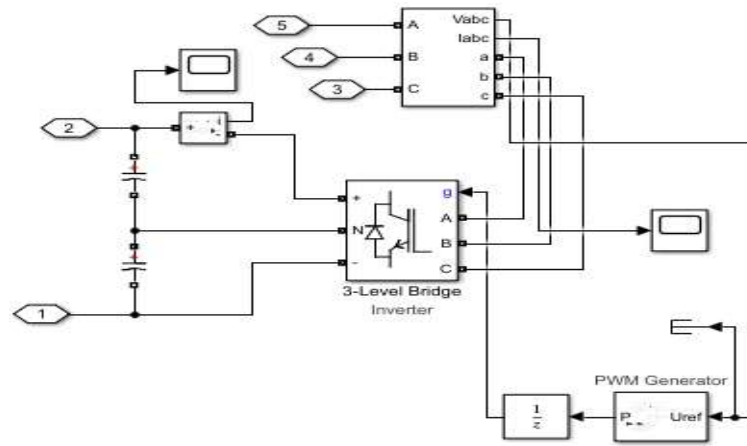 5
A
Vabc
Iabc
4
B
a
b
3
C
c
2
+
i
-
+
g
N
A
B
-
C
3-Level Bridge
Inverter
1
PWM Generator
1
z
P
Uref